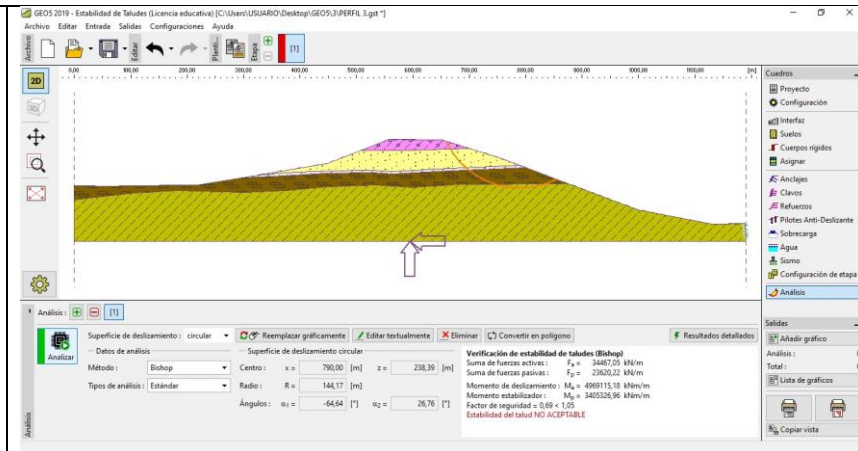 GEO5 2019 - Estabilidad de Taludes (Licencia educativa) [C:\Users\USUARIO\Desktop\GEO5\3\PERFIL 3.gst *]
Archivo Editar Entrada Salidas Configuraciones Ayuda
Archivo
Editar
Planti...
Etapa
[1]
2D
0,00 100,00 200,00 300,00 400,00 500,00 600,00 700,00 800,00 900,00 1000,00 1100,00 [m]
Cuadros
Proyecto
Configuración
Interfaz
Suelos
Cuerpos rígidos
Asignar
Anclajes
Clavos
Refuerzos
Pilotes Anti-Deslizante
Sobrecarga
Agua
Sismo
Configuración de etapa
Análisis
Análisis : [1]
Analizar
Superficie de deslizamiento : circular
Reemplazar gráficamente
Editar textualmente
Eliminar
Convertir en polígono
Resultados detallados
Datos de análisis
Método : Bishop
Tipos de análisis : Estándar
Superficie de deslizamiento circular
Centro : x = 790,00 [m] z = 238,39 [m]
Radio : R = 144,17 [m]
Ángulos : α1 = -64,64 [°] α2 = 26,76 [°]
Verificación de estabilidad de taludes (Bishop)
Suma de fuerzas activas : Fa = 34467,05 kN/m
Suma de fuerzas pasivas : Fp = 23620,22 kN/m
Momento de deslizamiento : Ma = 4969115,18 kNm/m
Momento estabilizador : Mp = 3405326,96 kNm/m
Factor de seguridad = 0,69 < 1,05
Estabilidad del talud NO ACEPTABLE
Análisis
Salidas
Añadir gráfico
Análisis :
Total :
Lista de gráficos
Copiar vista